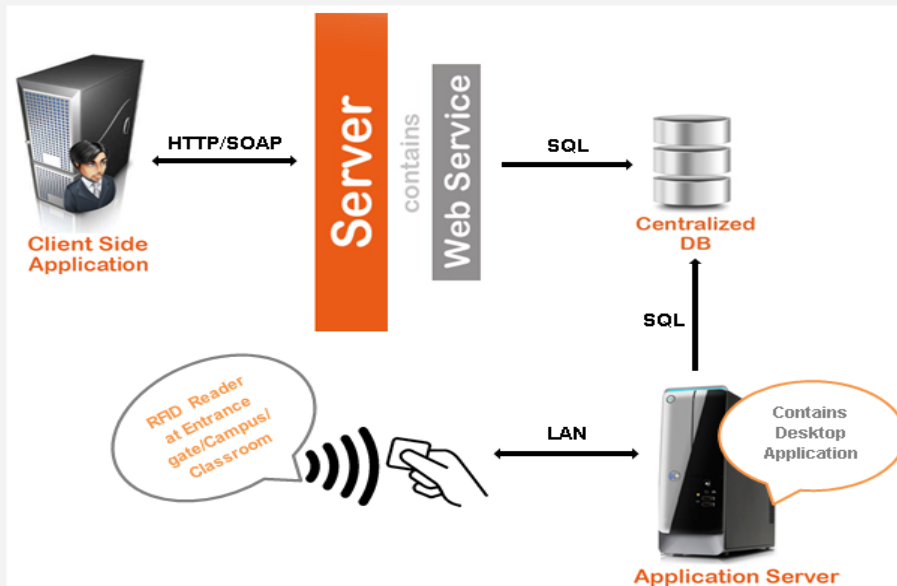 HTTP/SOAP
Client Side
Application
Server
contains
Web Service
SQL
Centralized
DB
SQL
RFID Reader
at Entrance
gate/Campus/
Classroom
LAN
Contains
Desktop
Application
Application Server